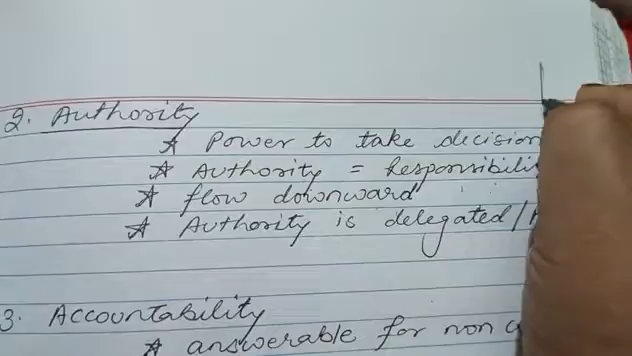 2. Authority
☆ Power to take decision
☆ Authority = Responsibili
☆ flow downward
☆ Authority is delegated/
3. Accountability
☆ answerable for non